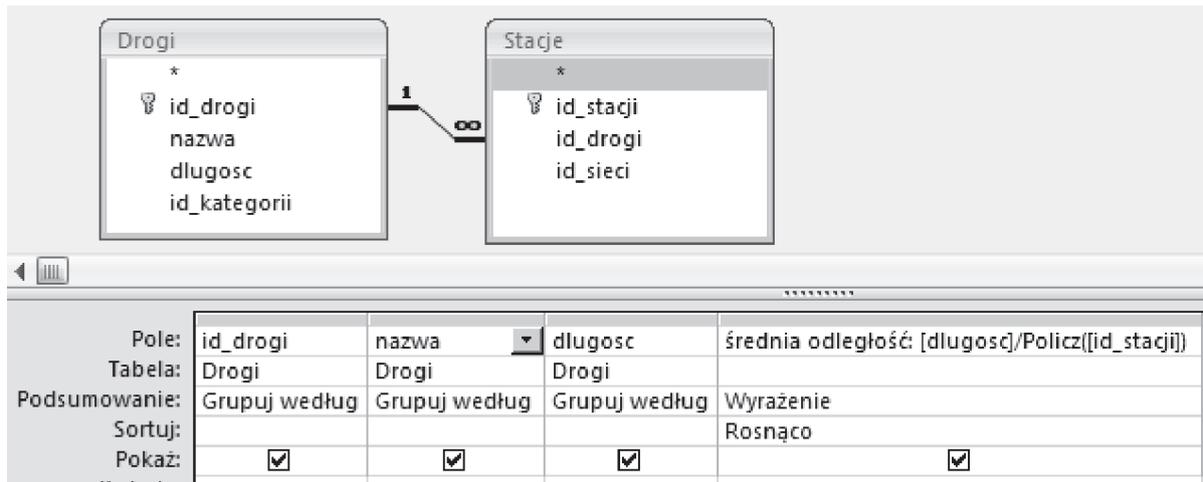 Drogi
*
id_drogi
nazwa
dlugosc
id_kategorii
1
∞
Stacje
*
id_stacji
id_drogi
id_sieci
Pole: id_drogi nazwa dlugosc średnia odległość: [dlugosc]/Policz([id_stacji])
Tabela: Drogi Drogi Drogi
Podsumowanie: Grupuj według Grupuj według Grupuj według Wyrażenie
Sortuj: Rosnąco
Pokaż: